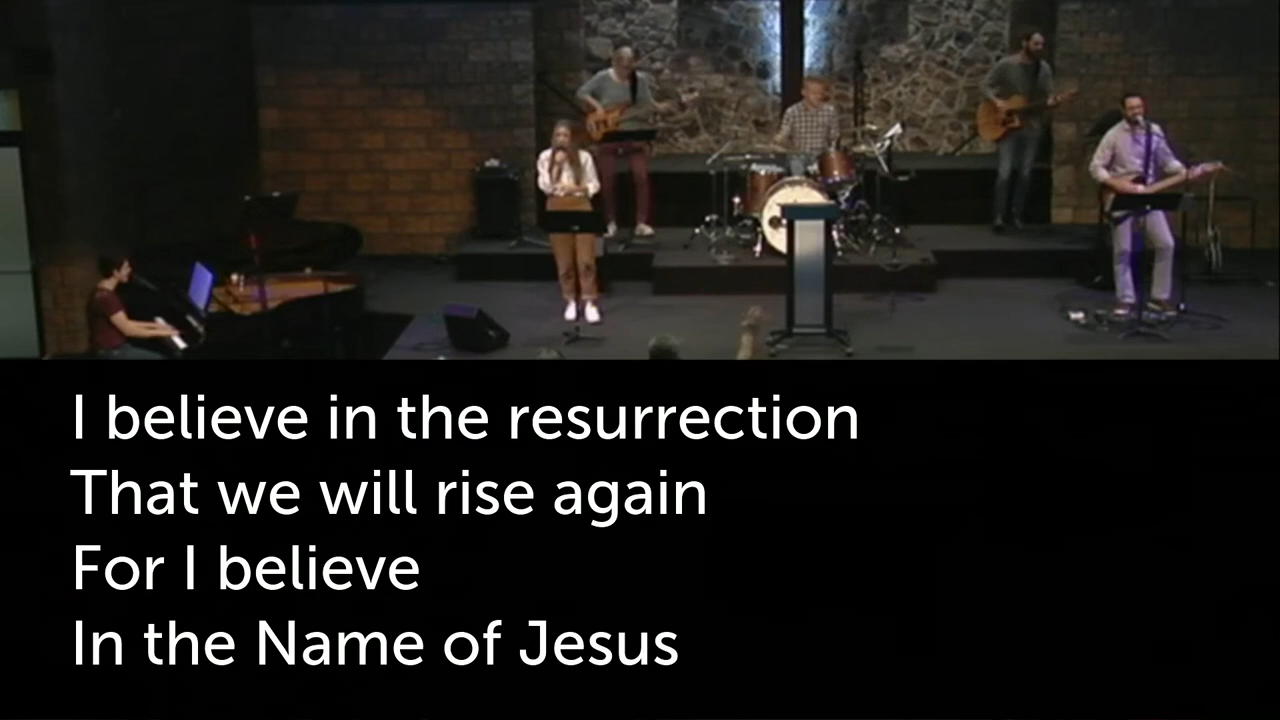 I believe in the resurrection
That we will rise again
For I believe
In the Name of Jesus